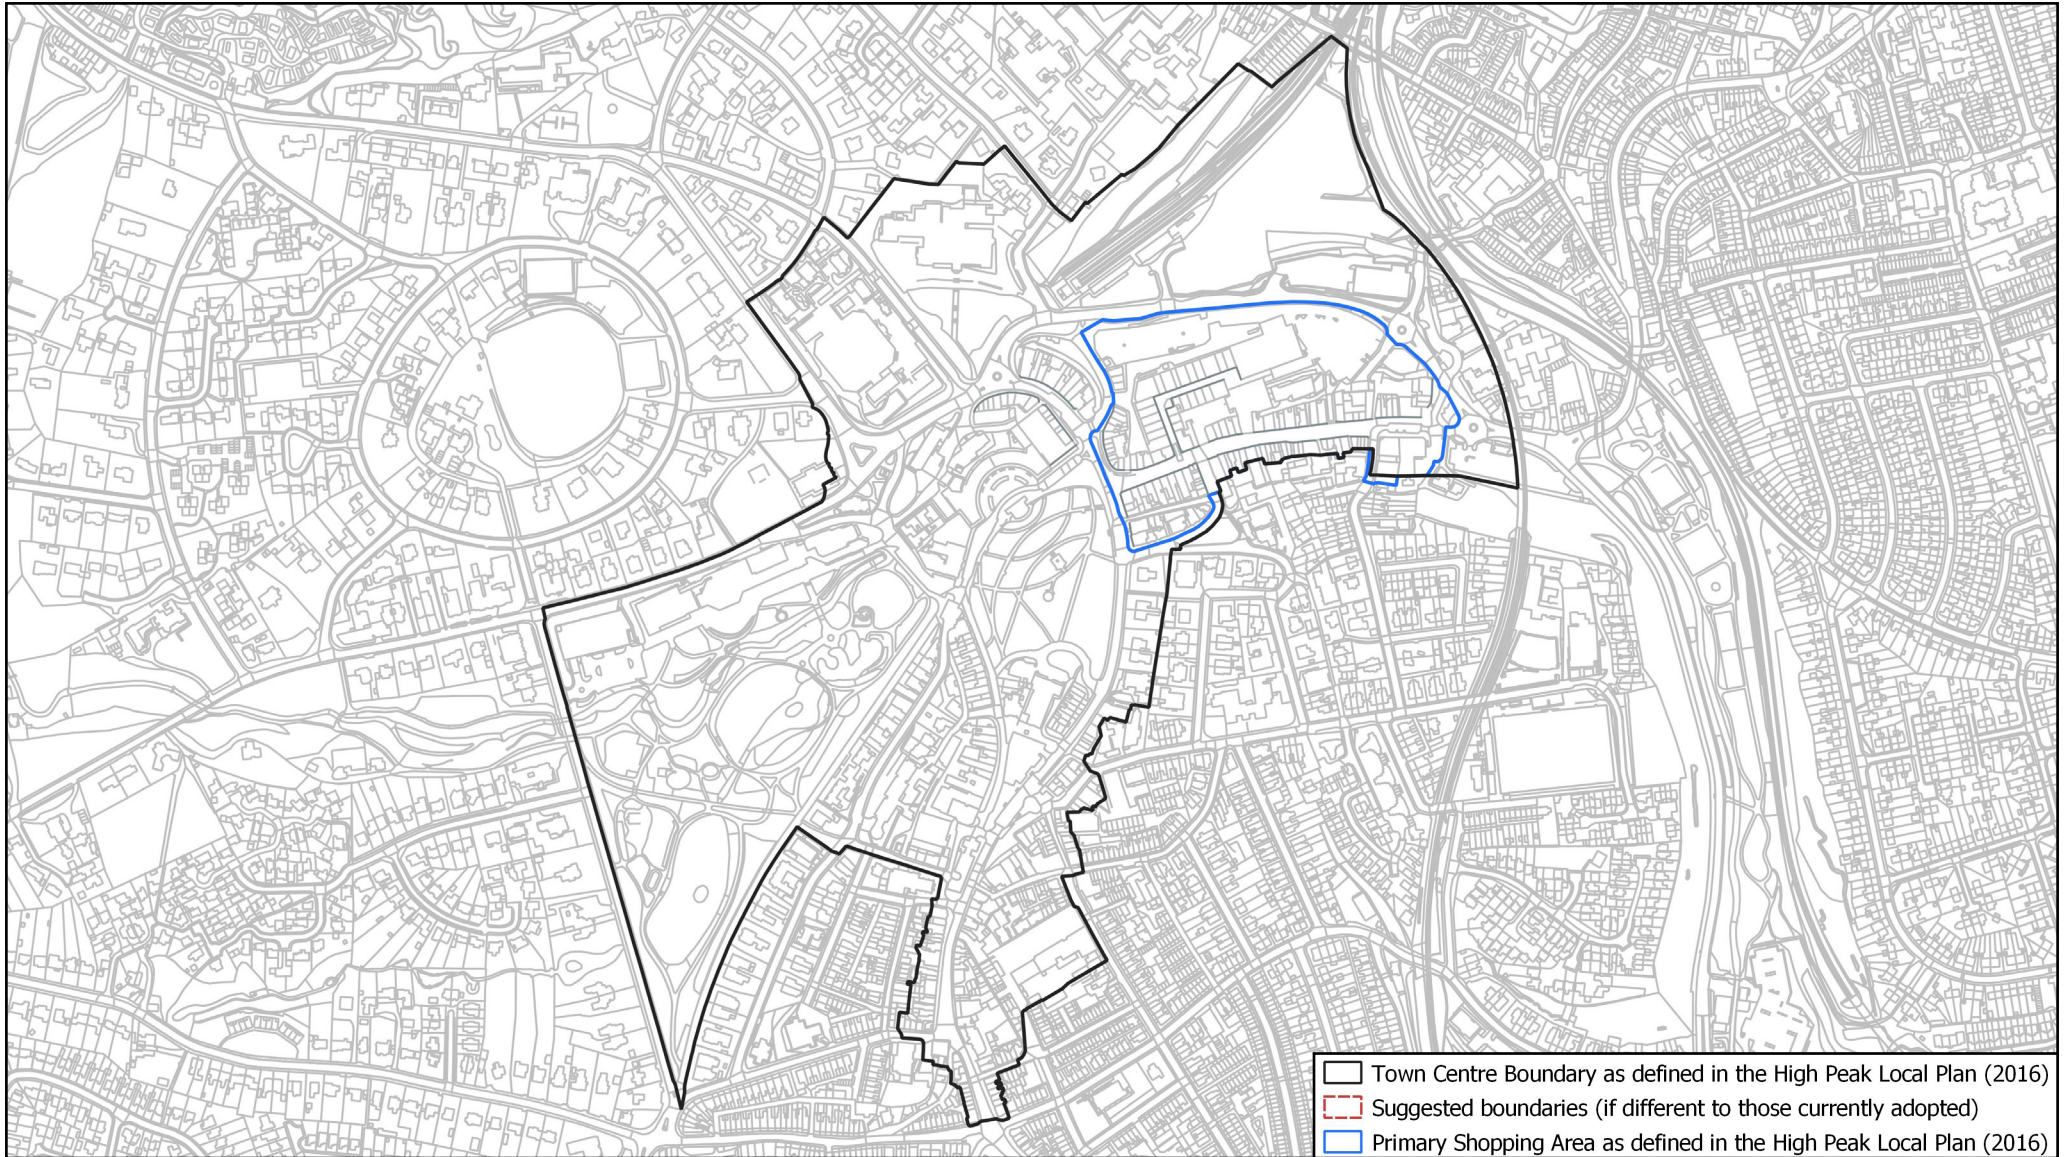 Town Centre Boundary as defined in the High Peak Local Plan (2016)
Suggested boundaries (if different to those currently adopted)
Primary Shopping Area as defined in the High Peak Local Plan (2016)